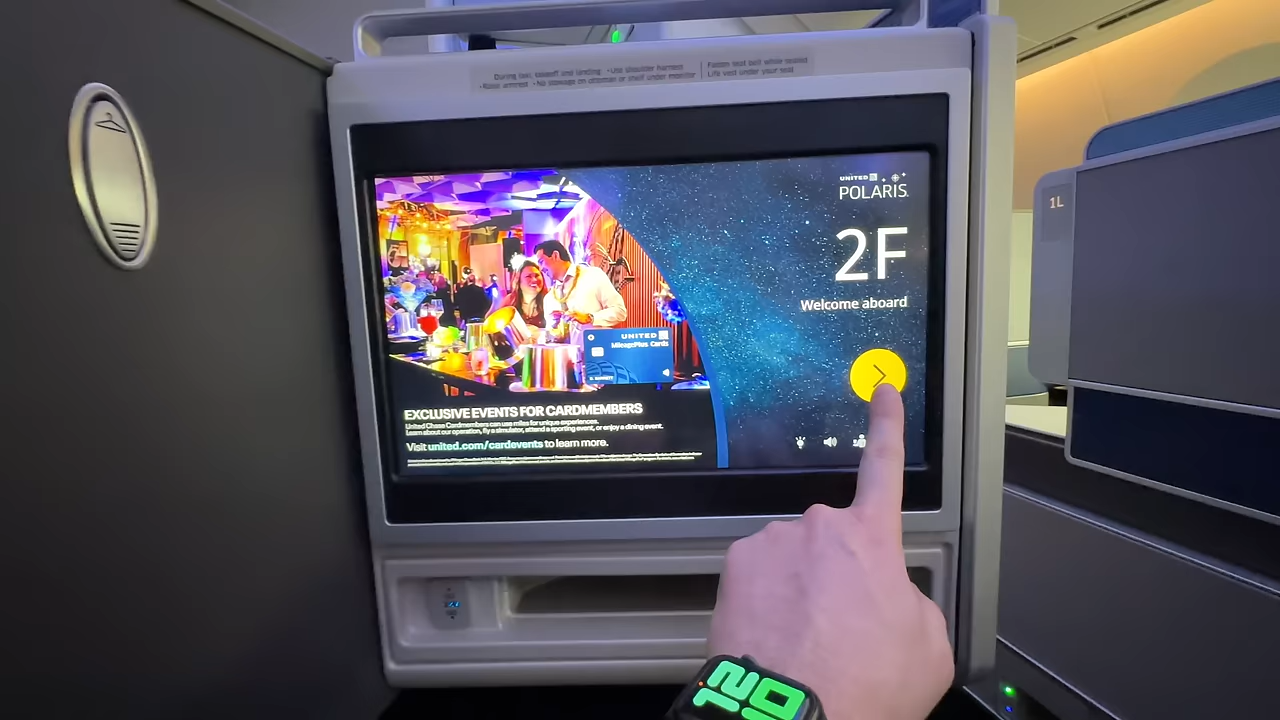 During taxi, takeoff and landing •Use shoulder harness
•Raise armrest •No stowage on ottoman or shelf under monitor
Fasten seat belt while seated
Life vest under your seat
1L
UNITED
POLARIS
2F
Welcome aboard
UNITED
MileagePlus Cards
EXCLUSIVE EVENTS FOR CARDMEMBERS
United Chase Cardmembers can use miles for unique experiences.
Learn about our operation, fly a simulator, attend a sporting event, or enjoy a dining event.
Visit united.com/cardevents to learn more.
12
10